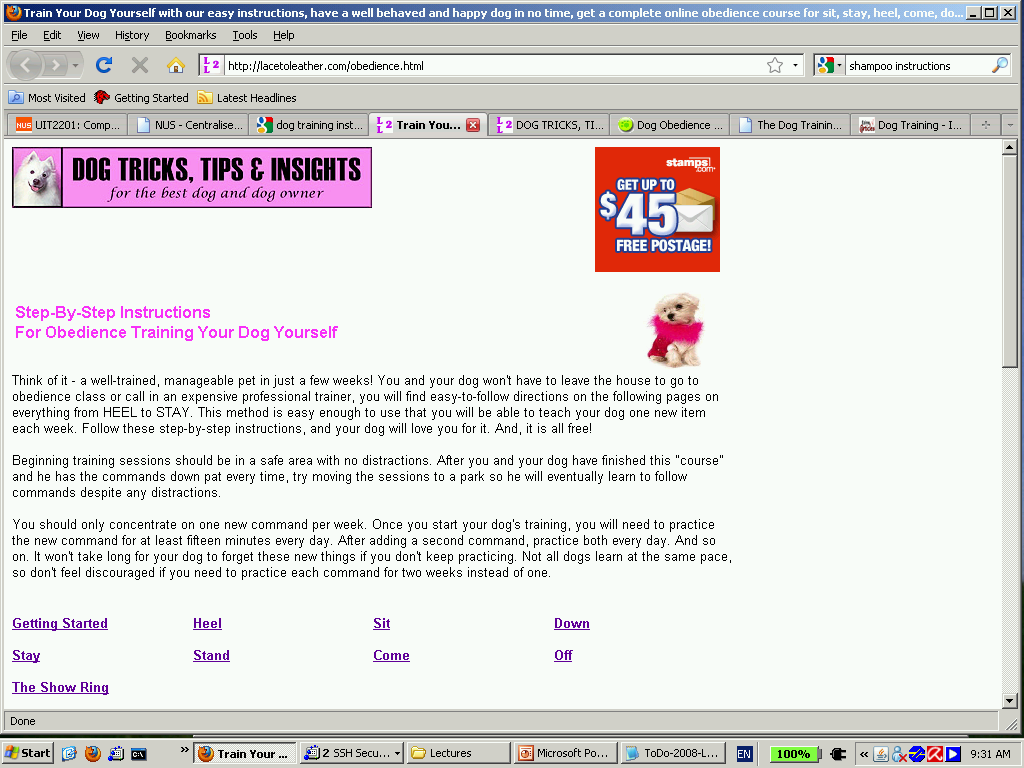 Train Your Dog Yourself with our easy instructions, have a well behaved and happy dog in no time, get a complete online obedience course for sit, stay, heel, come, do...
File Edit View History Bookmarks Tools Help
http://lacetoleather.com/obedience.html
shampoo instructions
Most Visited Getting Started Latest Headlines
NUS UIT2201: Comp... NUS - Centralise... dog training inst... L 2 L Train You... L 2 L DOG TRICKS, TI... Dog Obedience ... The Dog Trainin... Dog Training - I...
DOG TRICKS, TIPS & INSIGHTS
for the best dog and dog owner
stamps.com
GET UP TO
$45
FREE POSTAGE!
Step-By-Step Instructions
For Obedience Training Your Dog Yourself
Think of it - a well-trained, manageable pet in just a few weeks! You and your dog won't have to leave the house to go to
obedience class or call in an expensive professional trainer, you will find easy-to-follow directions on the following pages on
everything from HEEL to STAY. This method is easy enough to use that you will be able to teach your dog one new item
each week. Follow these step-by-step instructions, and your dog will love you for it. And, it is all free!
Beginning training sessions should be in a safe area with no distractions. After you and your dog have finished this "course"
and he has the commands down pat every time, try moving the sessions to a park so he will eventually learn to follow
commands despite any distractions.
You should only concentrate on one new command per week. Once you start your dog's training, you will need to practice
the new command for at least fifteen minutes every day. After adding a second command, practice both every day. And so
on. It won't take long for your dog to forget these new things if you don't keep practicing. Not all dogs learn at the same pace,
so don't feel discouraged if you need to practice each command for two weeks instead of one.
Getting Started Heel Sit Down
Stay Stand Come Off
The Show Ring
Done
Start Train Your ... 2 SSH Secu... Lectures Microsoft Po... ToDo-2008-L... EN 100% 9:31 AM